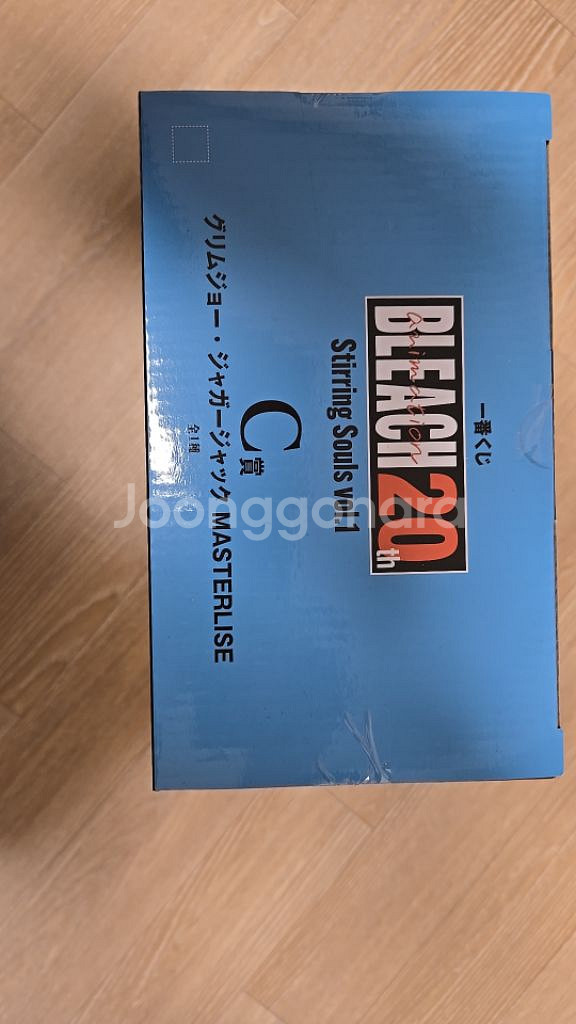 一番くじ
BLEACH 20th
animation
Stirring Souls vol.1
C賞
グリムジョー・ジャガージャック MASTERLISE
全1種
Joonggonara